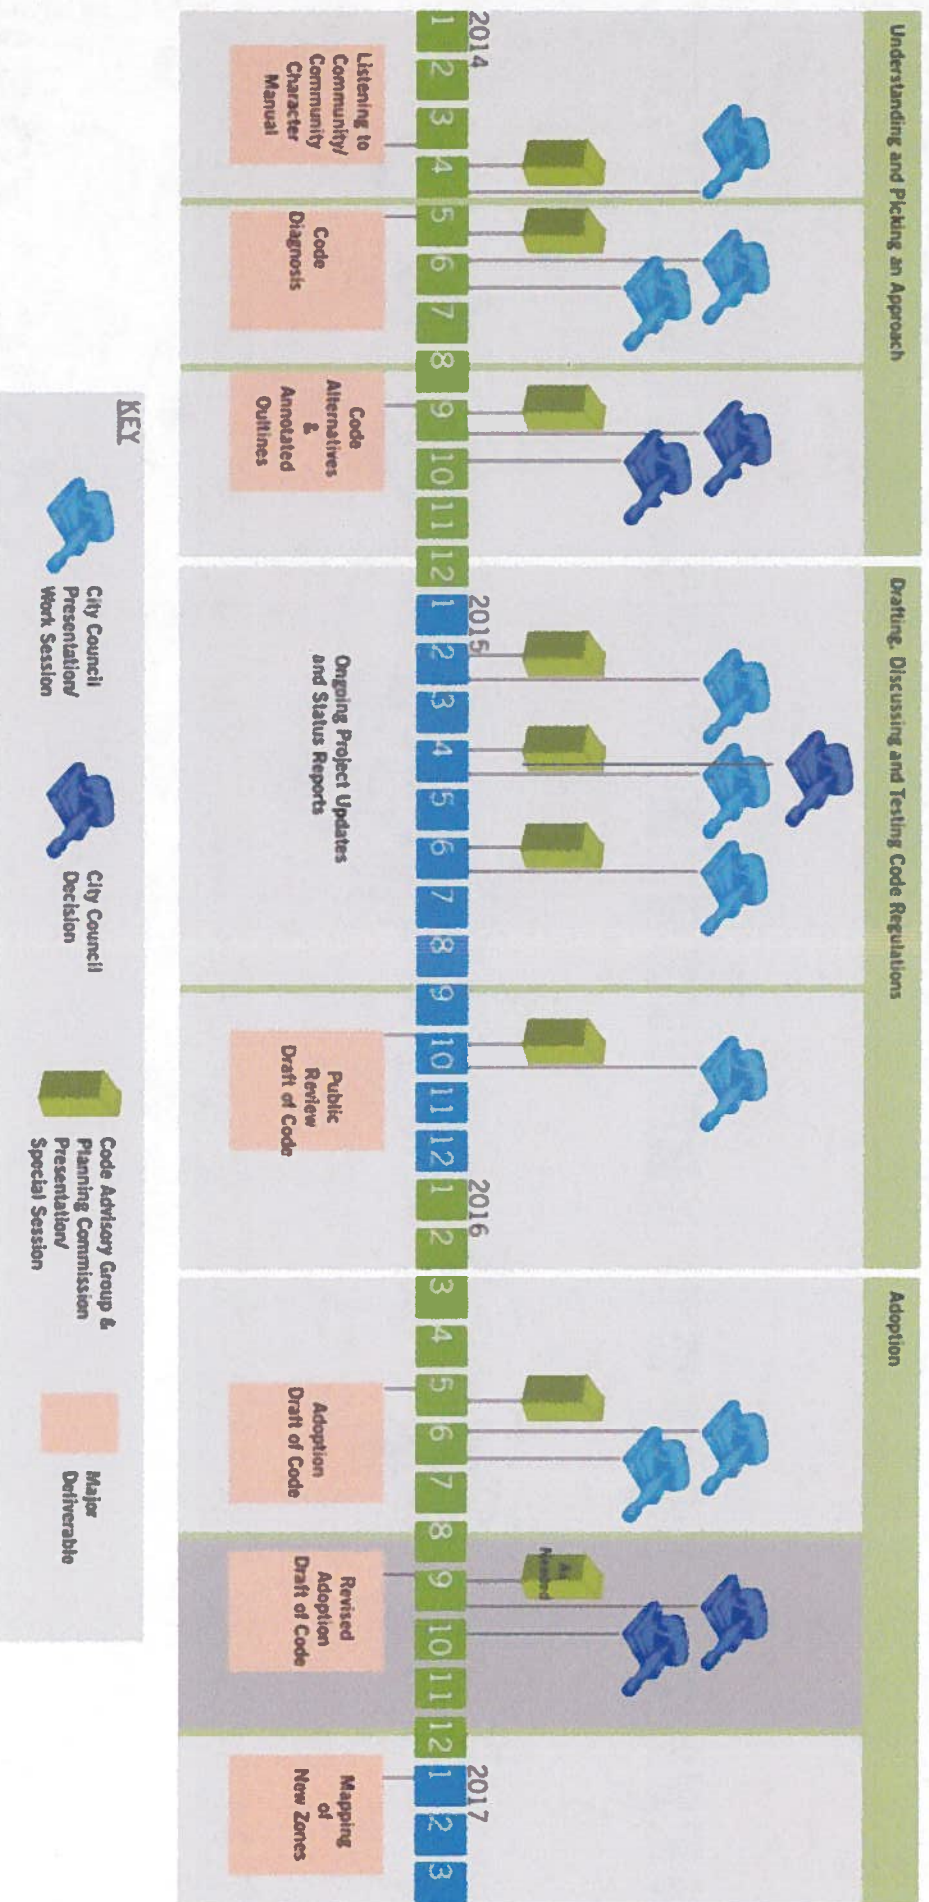 Understanding and Picking an Approach
Drafting, Discussing and Testing Code Regulations
Adoption
As
Needed
2014
2015
2016
2017
1 2 3 4 5 6 7 8 9 10 11 12 1 2 3 4 5 6 7 8 9 10 11 12 1 2 3 4 5 6 7 8 9 10 11 12 1 2 3
Listening to
Community/
Community
Character
Manual
Code
Diagnosis
Code
Alternatives
&
Annotated
Oultines
Ongoing Project Updates
and Status Reports
Public
Review
Draft of Code
Adoption
Draft of Code
Revised
Adoption
Draft of Code
Mapping
of
New Zones
KEY
City Council
Presentation/
Work Session
City Council
Decision
Code Advisory Group &
Planning Commission
Presentation/
Special Session
Major
Deliverable